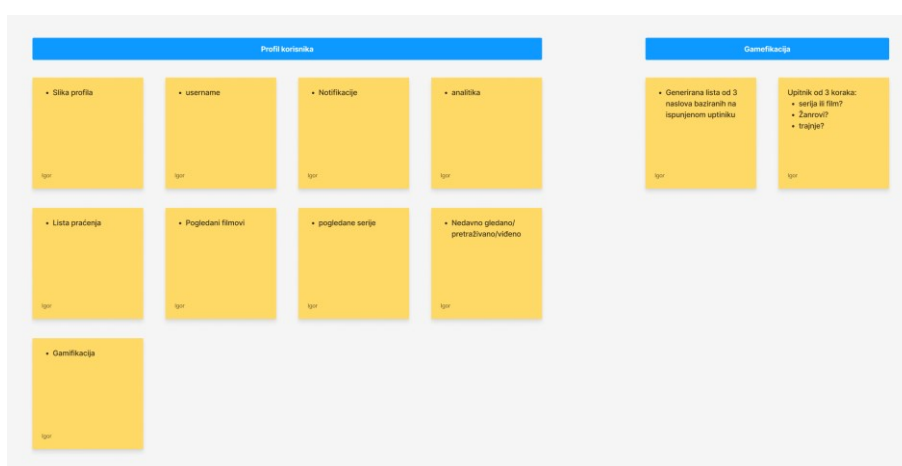 Profil korisnika
• Slika profila
Igor
• username
Igor
• Notifikacije
Igor
• analitika
Igor
• Lista praćenja
Igor
• Pogledani filmovi
Igor
• pogledane serije
Igor
• Nedavno gledano/
pretraživano/viđeno
Igor
• Gamifikacija
Igor
Gamefikacija
• Generirana lista od 3
naslova baziranih na
ispunjenom uptiniku
Igor
Upitnik od 3 koraka:
• serija ili film?
• Žanrovi?
• trajnje?
Igor